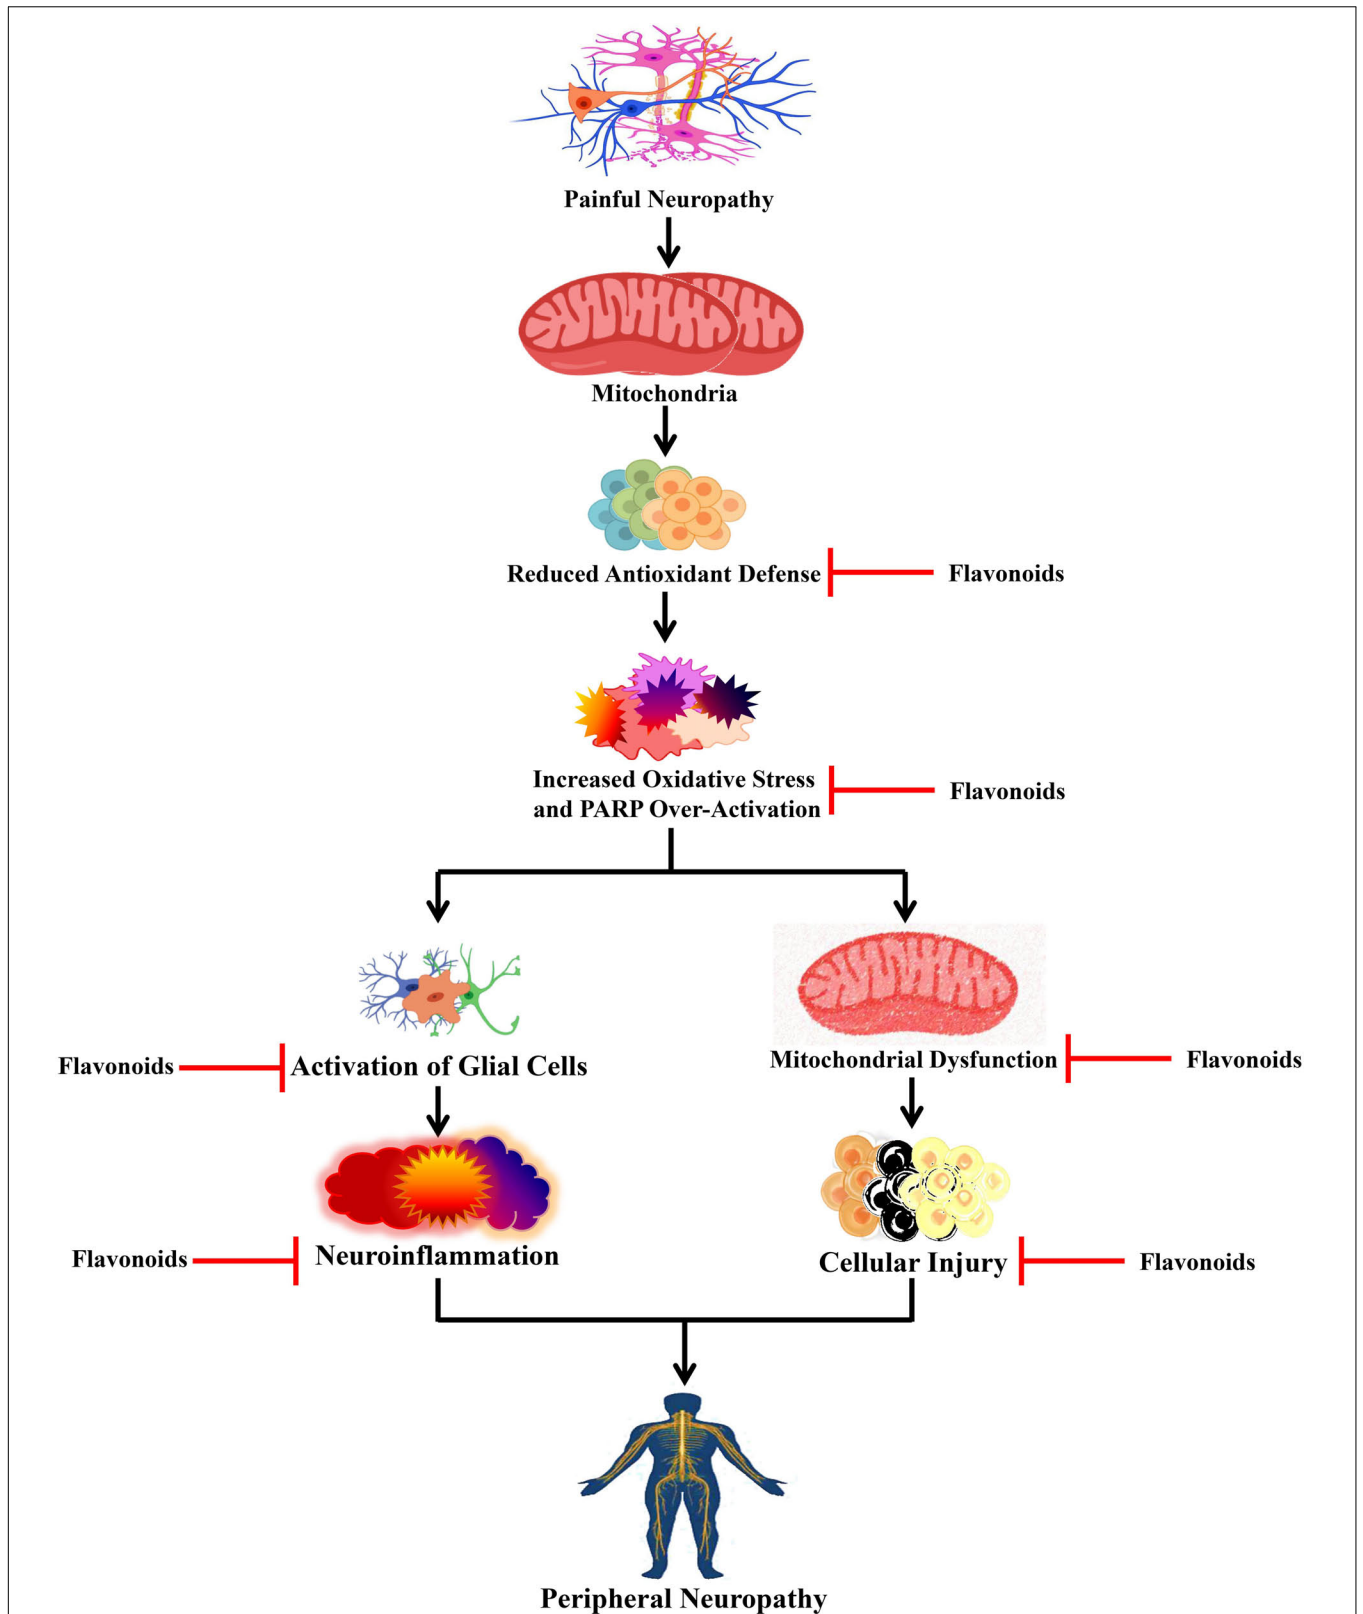 Painful Neuropathy
Mitochondria
Reduced Antioxidant Defense
Flavonoids
Increased Oxidative Stress
and PARP Over-Activation
Flavonoids
Flavonoids
Activation of Glial Cells
Mitochondrial Dysfunction
Flavonoids
Flavonoids
Neuroinflammation
Cellular Injury
Flavonoids
Peripheral Neuropathy